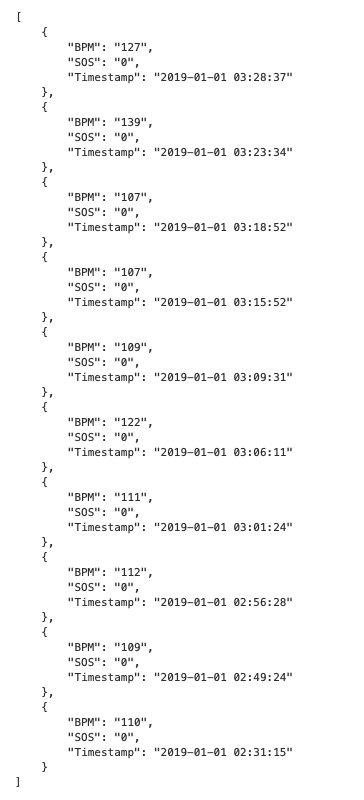 [
    {
        "BPM": "127",
        "SOS": "0",
        "Timestamp": "2019-01-01 03:28:37"
    },
    {
        "BPM": "139",
        "SOS": "0",
        "Timestamp": "2019-01-01 03:23:34"
    },
    {
        "BPM": "107",
        "SOS": "0",
        "Timestamp": "2019-01-01 03:18:52"
    },
    {
        "BPM": "107",
        "SOS": "0",
        "Timestamp": "2019-01-01 03:15:52"
    },
    {
        "BPM": "109",
        "SOS": "0",
        "Timestamp": "2019-01-01 03:09:31"
    },
    {
        "BPM": "122",
        "SOS": "0",
        "Timestamp": "2019-01-01 03:06:11"
    },
    {
        "BPM": "111",
        "SOS": "0",
        "Timestamp": "2019-01-01 03:01:24"
    },
    {
        "BPM": "112",
        "SOS": "0",
        "Timestamp": "2019-01-01 02:56:28"
    },
    {
        "BPM": "109",
        "SOS": "0",
        "Timestamp": "2019-01-01 02:49:24"
    },
    {
        "BPM": "110",
        "SOS": "0",
        "Timestamp": "2019-01-01 02:31:15"
    }
]